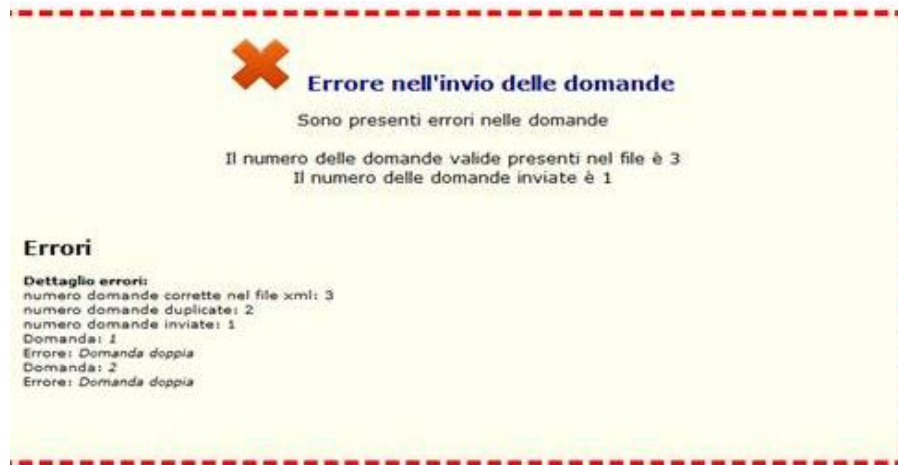 Errore nell'invio delle domande
Sono presenti errori nelle domande
Il numero delle domande valide presenti nel file è 3
Il numero delle domande inviate è 1
Errori
Dettaglio errori:
numero domande corrette nel file xml: 3
numero domande duplicate: 2
numero domande inviate: 1
Domanda: 1
Errore: Domanda doppia
Domanda: 2
Errore: Domanda doppia